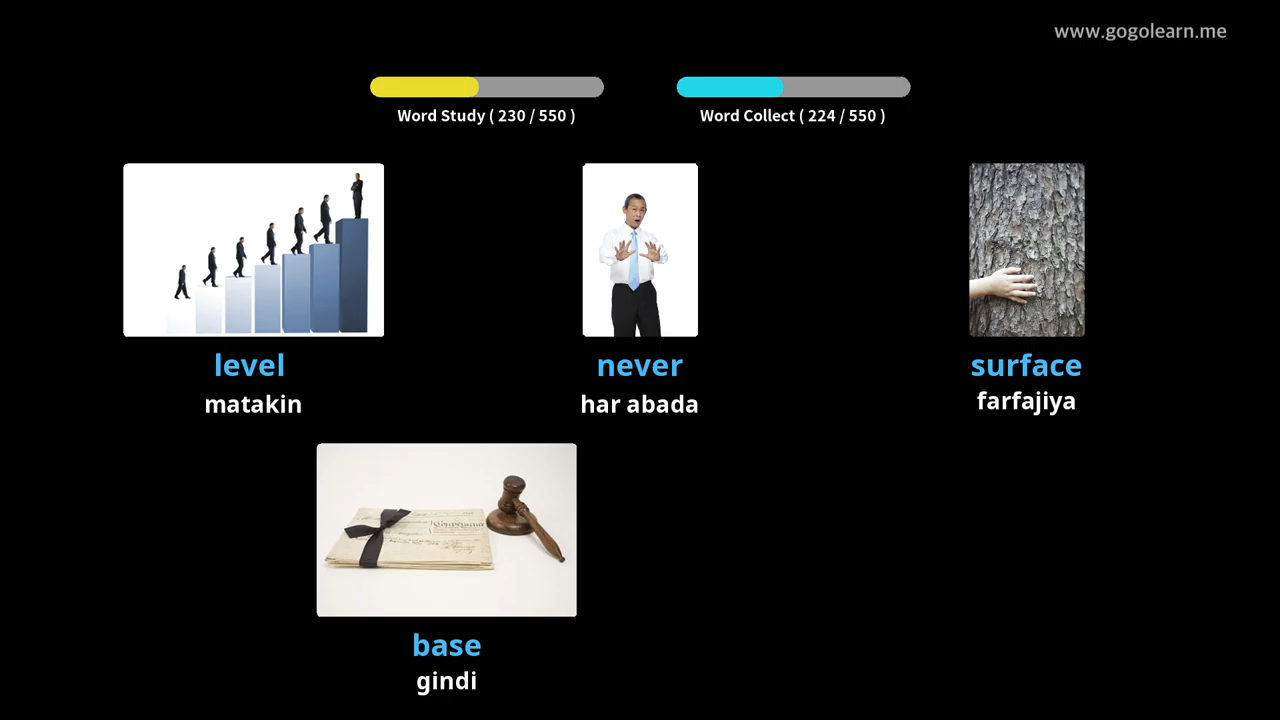 www.gogolearn.me
Word Study ( 230 / 550 )
Word Collect ( 224 / 550 )
level
never
surface
matakin
har abada
farfajiya
base
gindi